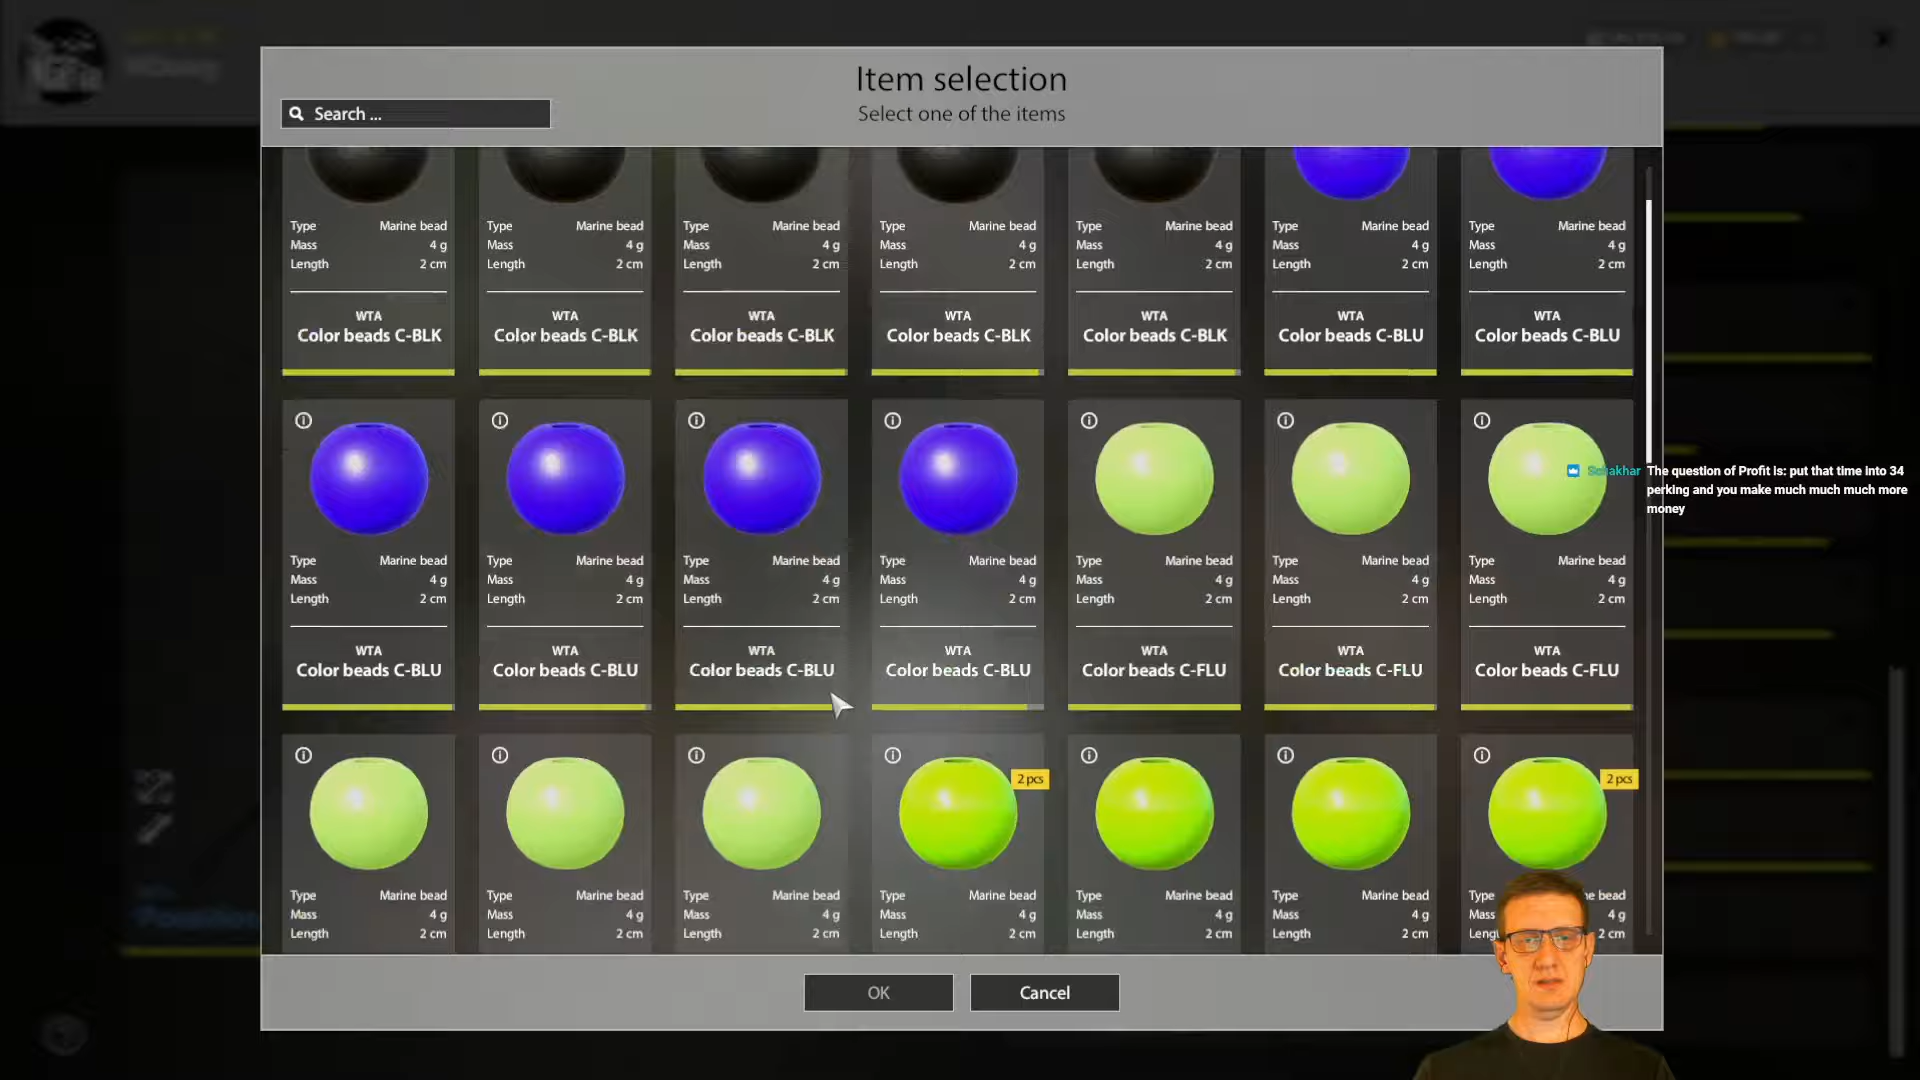 Item selection
Search ...
Select one of the items
Type Marine bead Type Marine bead Type Marine bead Type Marine bead Type Marine bead Type Marine bead Type Marine bead
Mass 4 g Mass 4 g Mass 4 g Mass 4 g Mass 4 g Mass 4 g Mass 4 g
Length 2 cm Length 2 cm Length 2 cm Length 2 cm Length 2 cm Length 2 cm Length 2 cm
WTA WTA WTA WTA WTA WTA WTA
Color beads C-BLK Color beads C-BLK Color beads C-BLK Color beads C-BLK Color beads C-BLK Color beads C-BLU Color beads C-BLU
The question of Profit is: put that time into 34
perking and you make much much much more
money
Type Marine bead Type Marine bead Type Marine bead Type Marine bead Type Marine bead Type Marine bead Type Marine bead
Mass 4 g Mass 4 g Mass 4 g Mass 4 g Mass 4 g Mass 4 g Mass 4 g
Length 2 cm Length 2 cm Length 2 cm Length 2 cm Length 2 cm Length 2 cm Length 2 cm
WTA WTA WTA WTA WTA WTA WTA
Color beads C-BLU Color beads C-BLU Color beads C-BLU Color beads C-BLU Color beads C-FLU Color beads C-FLU Color beads C-FLU
2 pcs 2 pcs
Type Marine bead Type Marine bead Type Marine bead Type Marine bead Type Marine bead Type Marine bead Type bead
Mass 4 g Mass 4 g Mass 4 g Mass 4 g Mass 4 g Mass 4 g Mass 4 g
Length 2 cm Length 2 cm Length 2 cm Length 2 cm Length 2 cm Length 2 cm 2 cm
OK Cancel